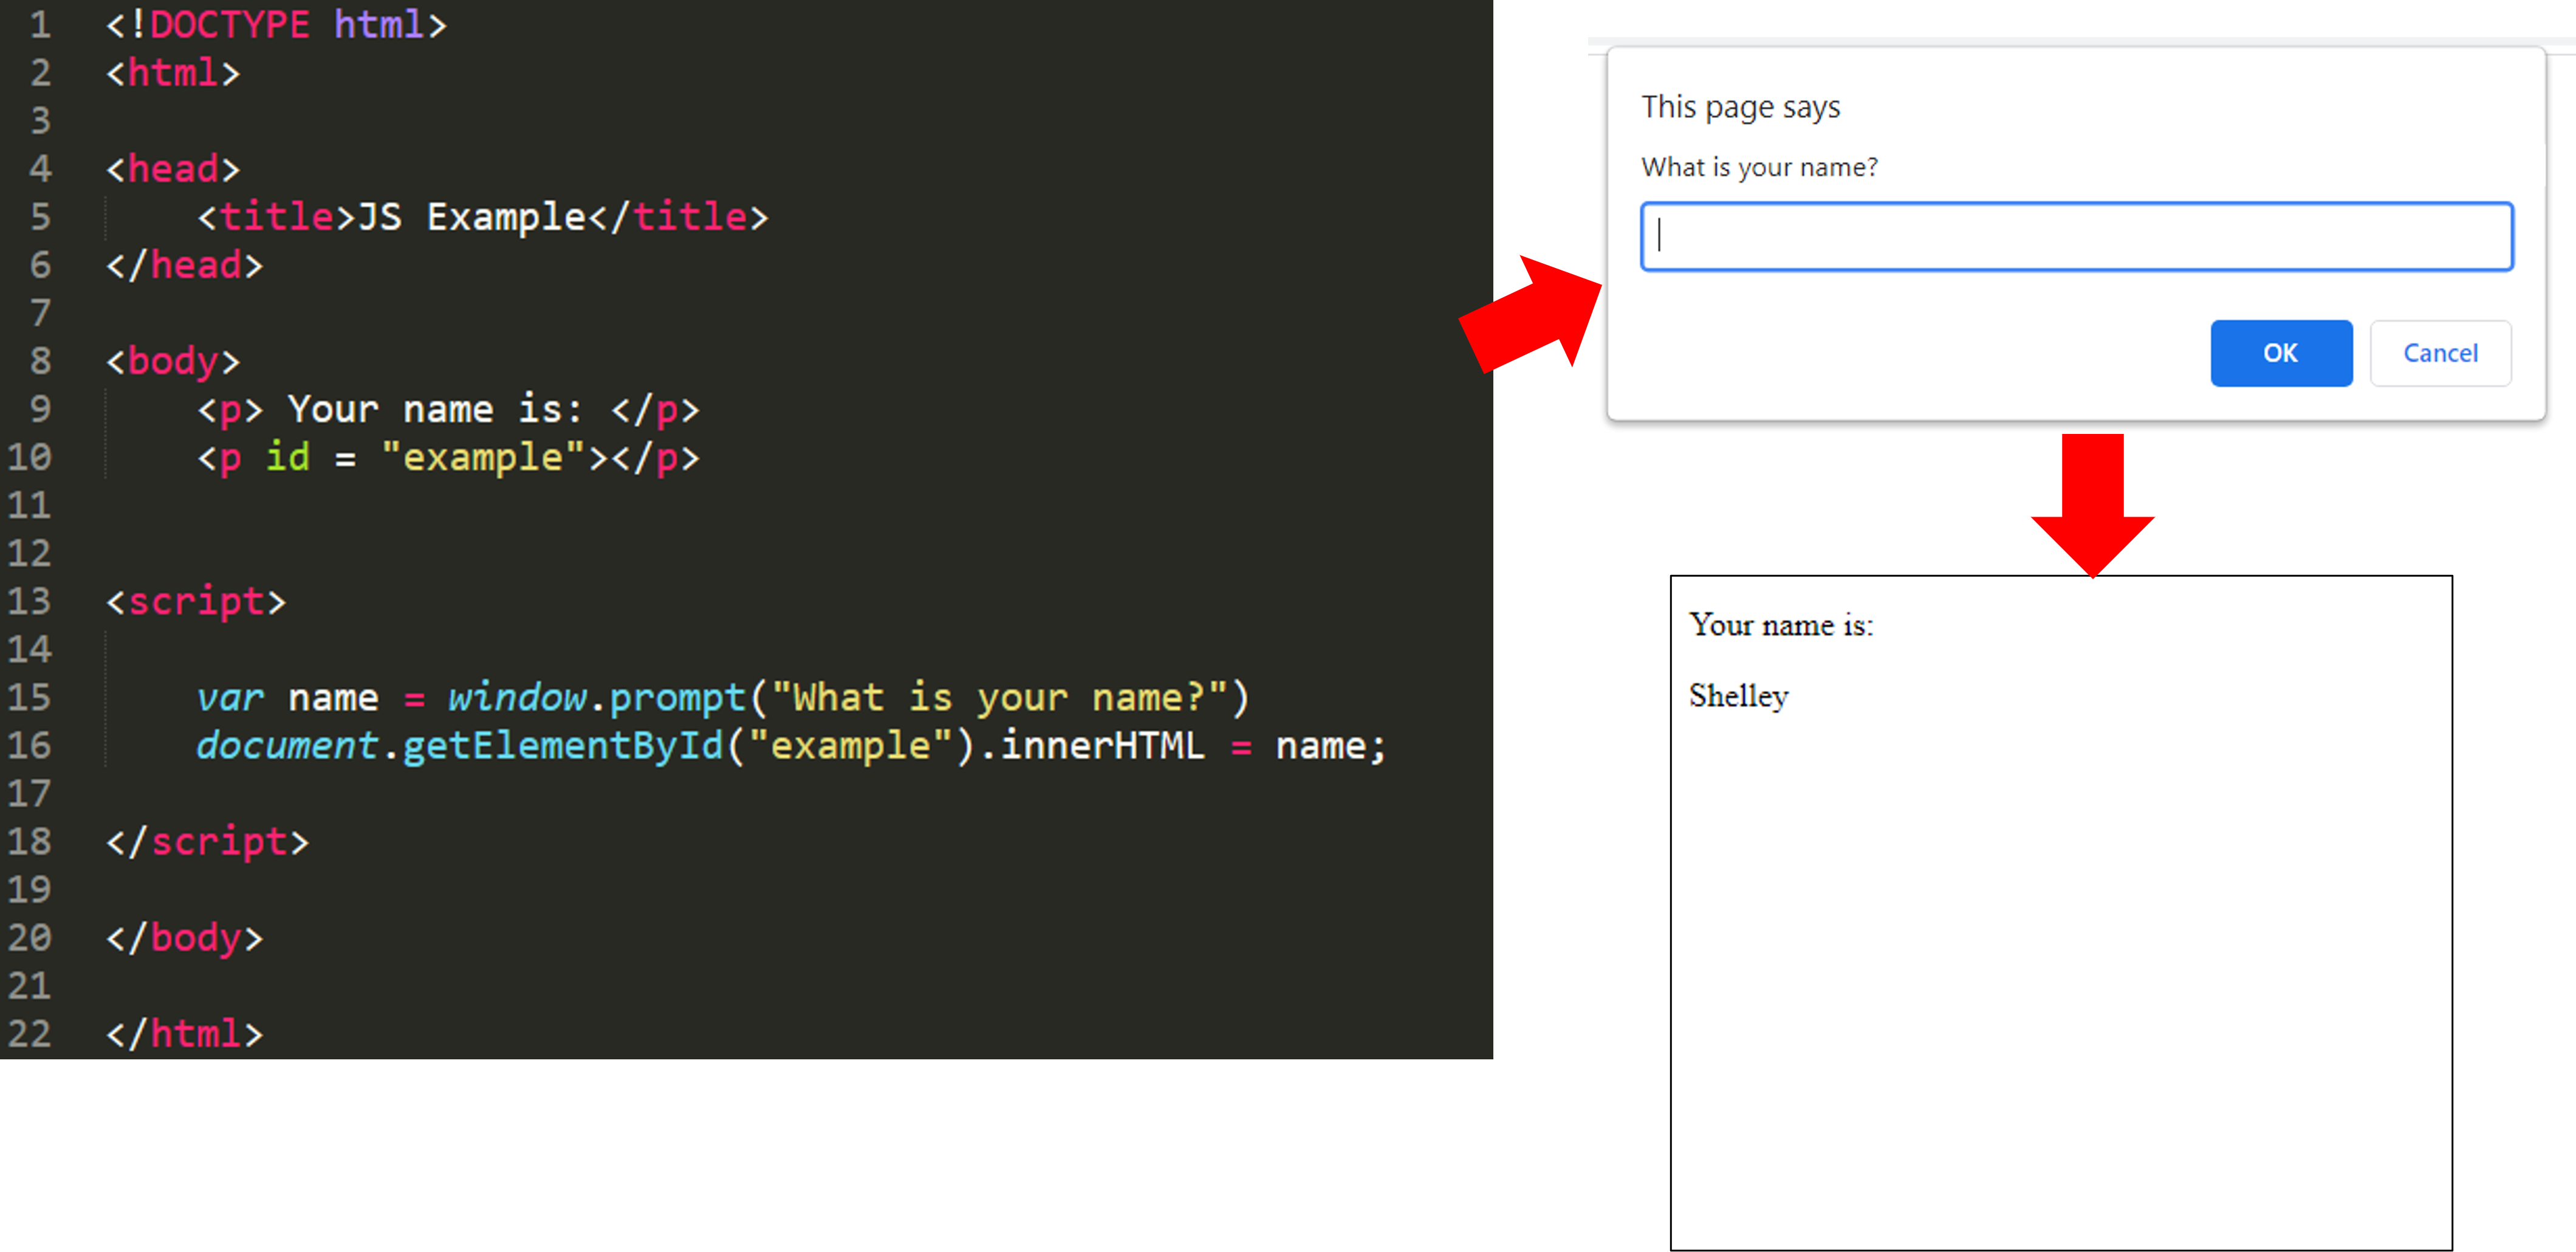 1 <!DOCTYPE html>
2 <html>
3
4 <head>
5 <title>JS Example</title>
6 </head>
7
8 <body>
9 <p> Your name is: </p>
10 <p id = "example"></p>
11
12
13 <script>
14
15 var name = window.prompt("What is your name?")
16 document.getElementById("example").innerHTML = name;
17
18 </script>
19
20 </body>
21
22 </html>
This page says
What is your name?
OK Cancel
Your name is:
Shelley